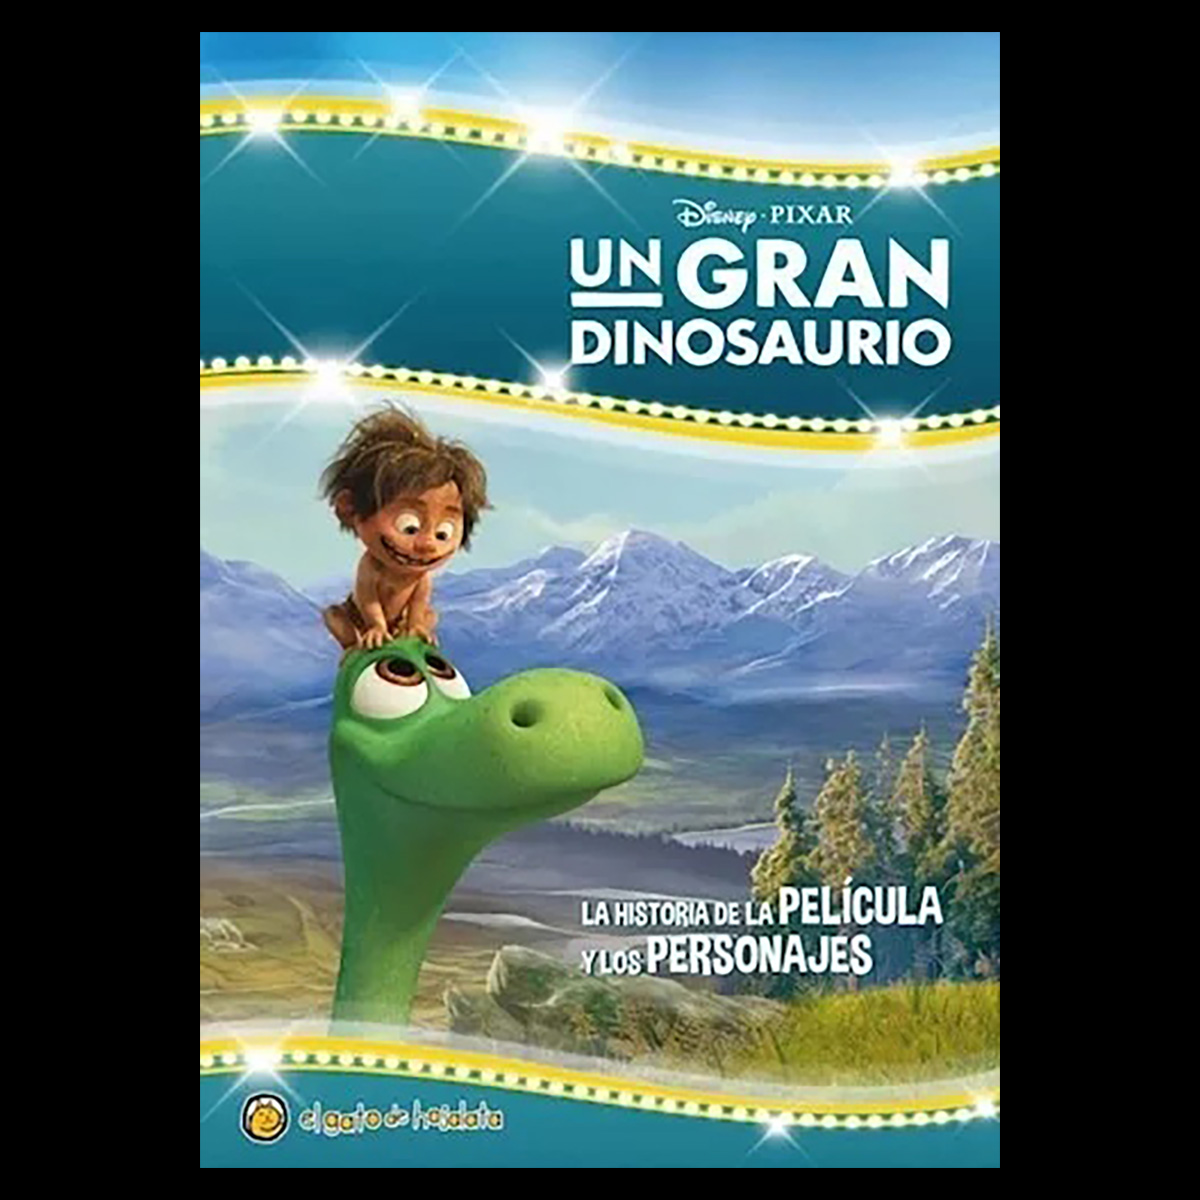 Disney · PIXAR
UN GRAN
DINOSAURIO
LA HISTORIA DE LA PELÍCULA
Y LOS PERSONAJES
el gato de hojalata